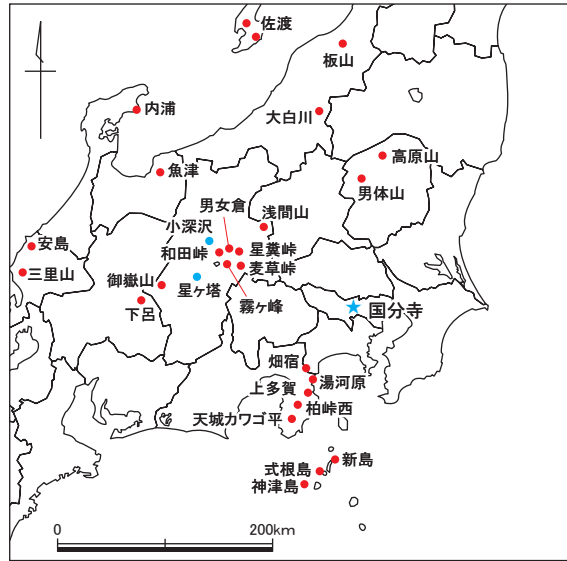 佐渡
板山
内浦
大白川
高原山
魚津
男体山
男女倉
小深沢
浅間山
安島
和田峠
星糞峠
麦草峠
三里山
御嶽山
星ヶ塔
霧ヶ峰
下呂
国分寺
畑宿
湯河原
上多賀
柏峠西
天城カワゴ平
新島
式根島
神津島
0
200km